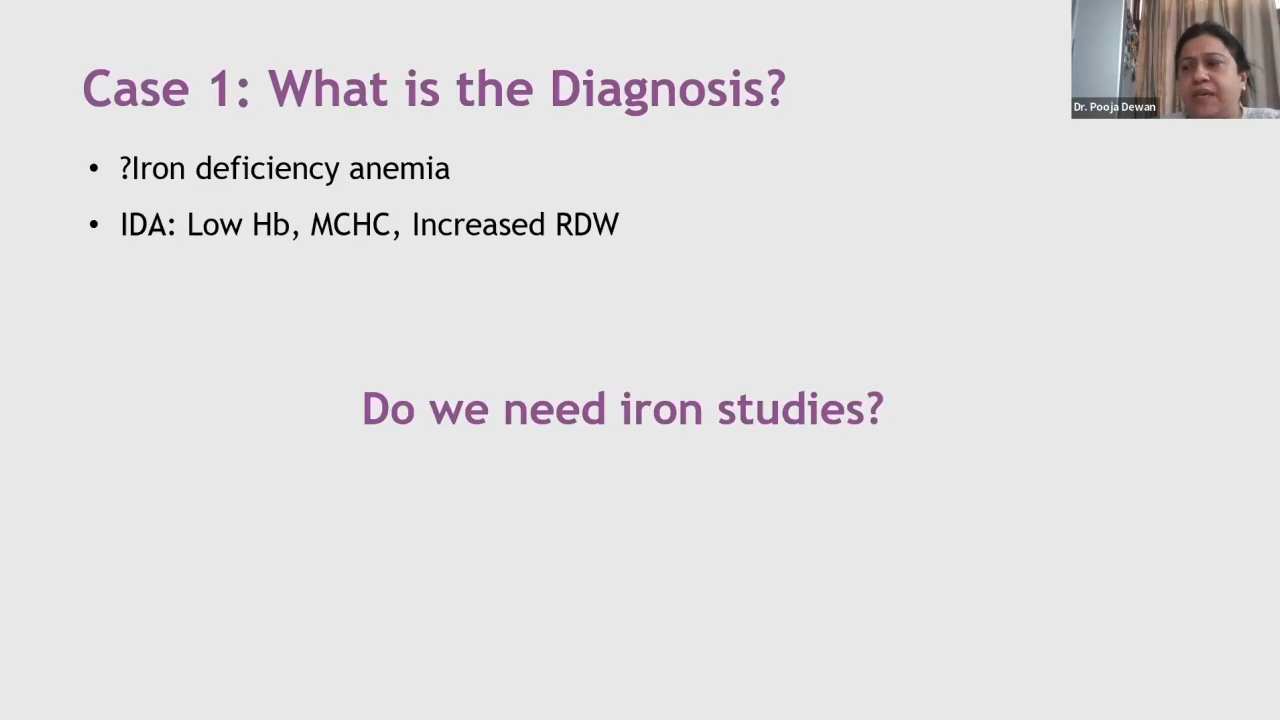 Case 1: What is the Diagnosis?
Dr. Pooja Dewan
• ?Iron deficiency anemia
• IDA: Low Hb, MCHC, Increased RDW
Do we need iron studies?